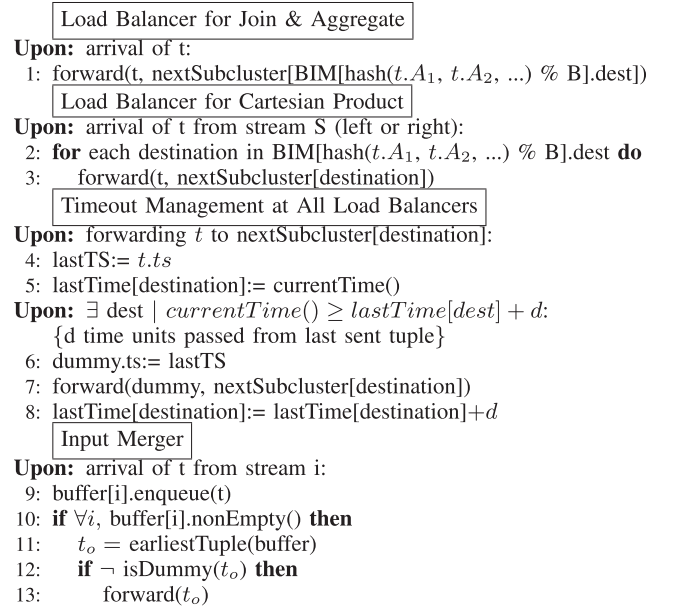 Load Balancer for Join & Aggregate
Upon: arrival of t:
1: forward(t, nextSubcluster[BIM[hash(t.A₁, t.A₂, ...) % B].dest])
Load Balancer for Cartesian Product
Upon: arrival of t from stream S (left or right):
2: for each destination in BIM[hash(t.A₁, t.A₂, ...) % B].dest do
3: forward(t, nextSubcluster[destination])
Timeout Management at All Load Balancers
Upon: forwarding t to nextSubcluster[destination]:
4: lastTS:= t.ts
5: lastTime[destination]:= currentTime()
Upon: ∃ dest | currentTime() ≥ lastTime[dest] + d:
{d time units passed from last sent tuple}
6: dummy.ts:= lastTS
7: forward(dummy, nextSubcluster[destination])
8: lastTime[destination]:= lastTime[destination]+d
Input Merger
Upon: arrival of t from stream i:
9: buffer[i].enqueue(t)
10: if ∀i, buffer[i].nonEmpty() then
11: tₒ = earliestTuple(buffer)
12: if ¬ isDummy(tₒ) then
13: forward(tₒ)